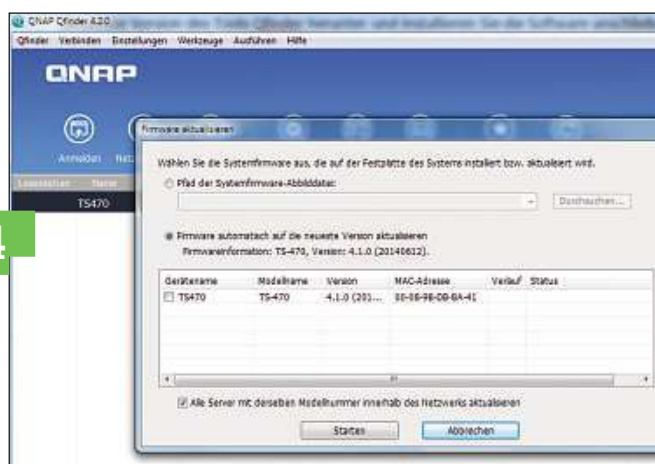 QNAP Qfinder 4.2.0
Qfinder Verbinden Einstellungen Werkzeuge Ausführen Hilfe
QNAP
Anmelden
Firmware aktualisieren
Name
TS470
4
Wählen Sie die Systemfirmware aus, die auf der Festplatte des Systems installiert bzw. aktualisiert wird.
Pfad der Systemfirmware-Abbilddatei:
Durchsuchen...
Firmware automatisch auf die neueste Version aktualisieren
Firmwareinformation: TS-470, Version: 4.1.0 (20140612).
Gerätename Modellname Version MAC-Adresse Verlauf Status
TS470 TS-470 4.1.0 (201...
Alle Server mit derselben Modellnummer innerhalb des Netzwerks aktualisieren
Starten Abbrechen